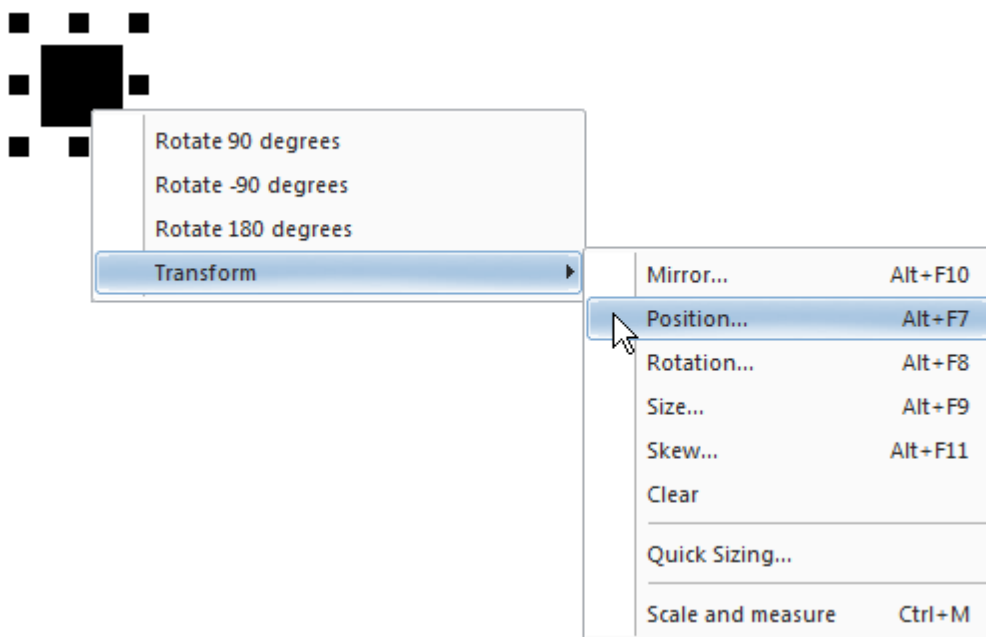 Rotate 90 degrees
Rotate -90 degrees
Rotate 180 degrees
Transform
Mirror... Alt+F10
Position... Alt+F7
Rotation... Alt+F8
Size... Alt+F9
Skew... Alt+F11
Clear
Quick Sizing...
Scale and measure Ctrl+M